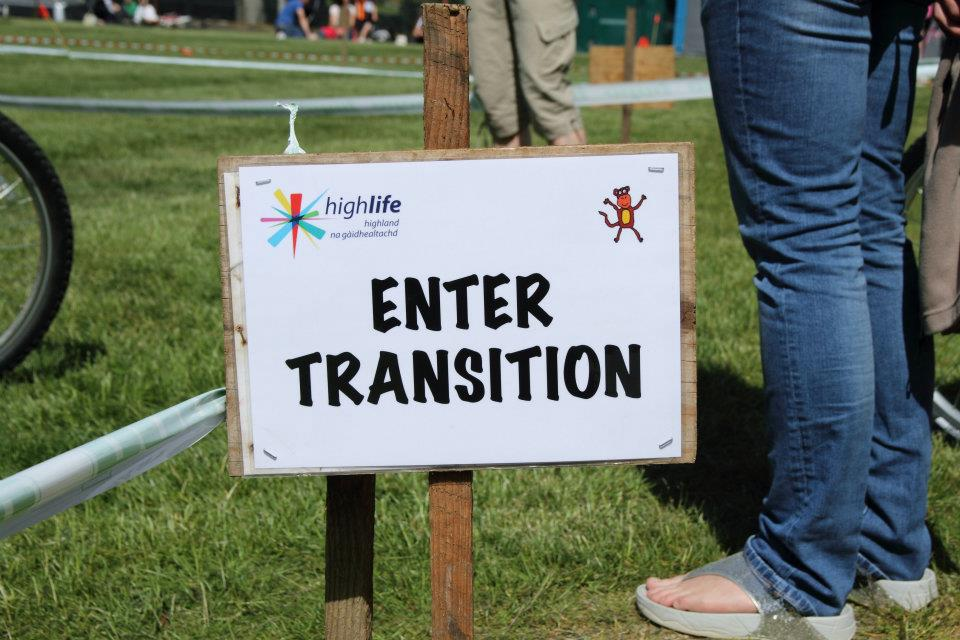 highlife
highland
na gàidhealtachd
ENTER
TRANSITION